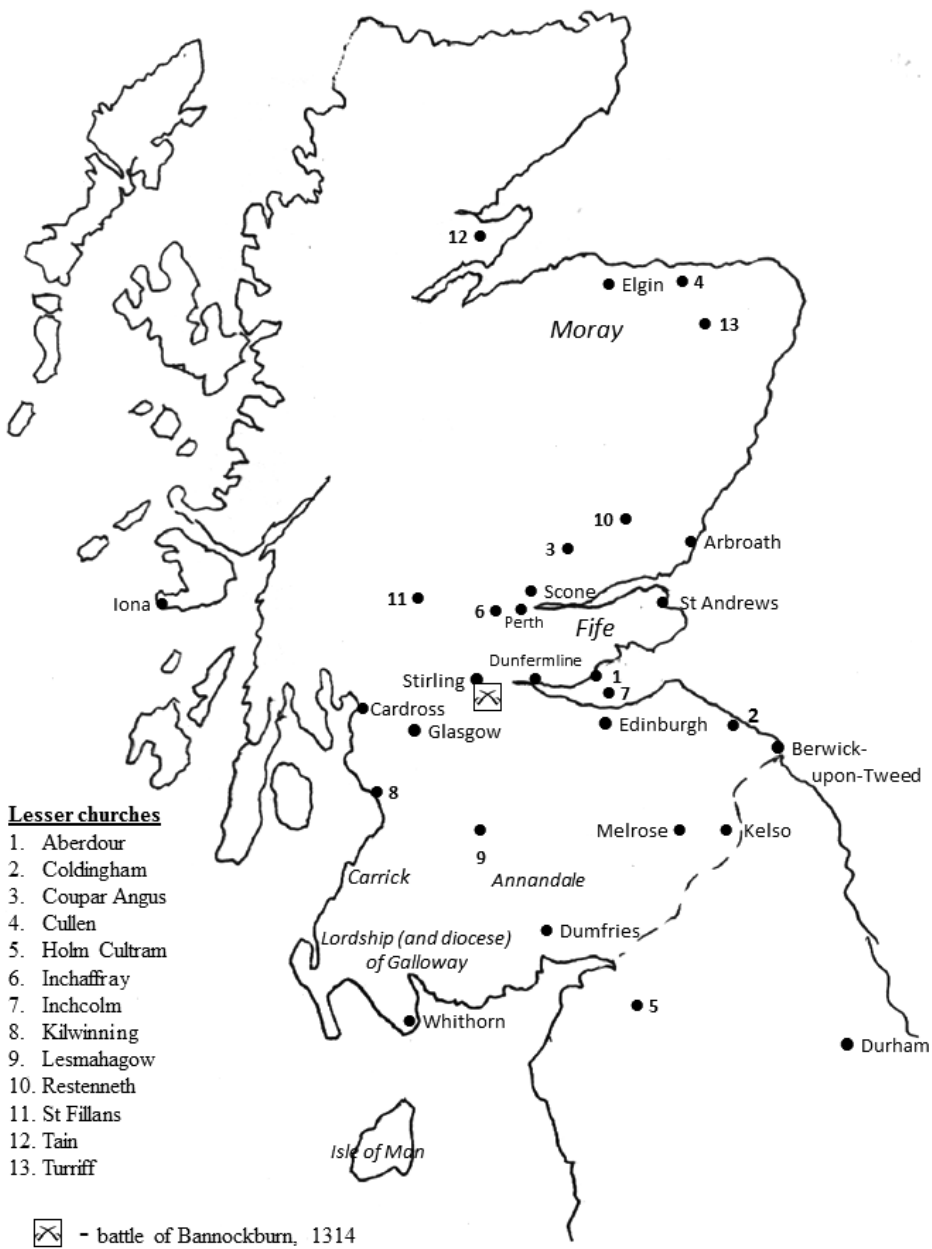 12
Elgin
4
Moray
13
10
Arbroath
3
Scone
Iona
11
6
Perth
St Andrews
Fife
Dunfermline
Stirling
1
7
Cardross
Glasgow
Edinburgh
2
Berwick-
upon-Tweed
8
Melrose
Kelso
9
Carrick
Annandale
Dumfries
Lordship (and diocese)
of Galloway
5
Whithorn
Durham
Isle of Man
Lesser churches
1. Aberdour
2. Coldingham
3. Coupar Angus
4. Cullen
5. Holm Cultram
6. Inchaffray
7. Inchcolm
8. Kilwinning
9. Lesmahagow
10. Restenneth
11. St Fillans
12. Tain
13. Turriff
- battle of Bannockburn, 1314